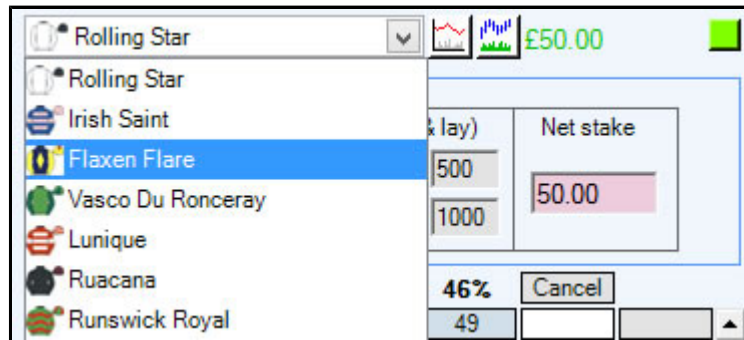 Rolling Star £50.00
Rolling Star
Irish Saint & lay) Net stake
Flaxen Flare 500
50.00
Vasco Du Ronceray 1000
Lunique
Ruacana 46% Cancel
Runswick Royal 49